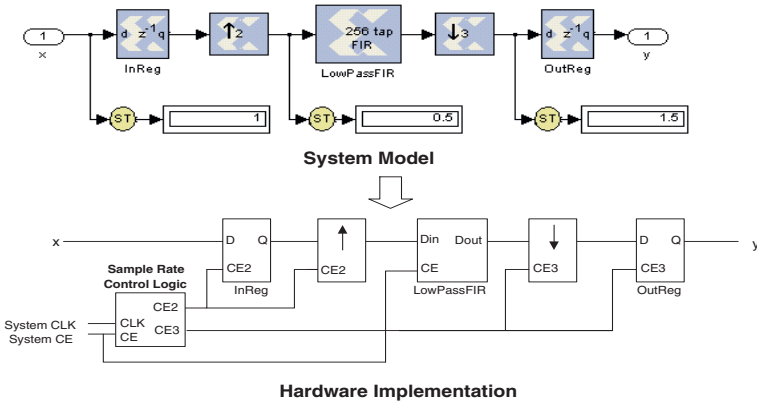 1
x
d z-1 q
InReg
↑2
256 tap
FIR
LowPassFIR
↓3
d z-1 q
OutReg
1
y
ST
1
ST
0.5
ST
1.5
System Model
x
D Q
CE2
InReg
↑
CE2
Din Dout
CE
LowPassFIR
↓
CE3
D Q
CE3
OutReg
y
Sample Rate
Control Logic
CE2
CLK
CE3
CE
System CLK
System CE
Hardware Implementation